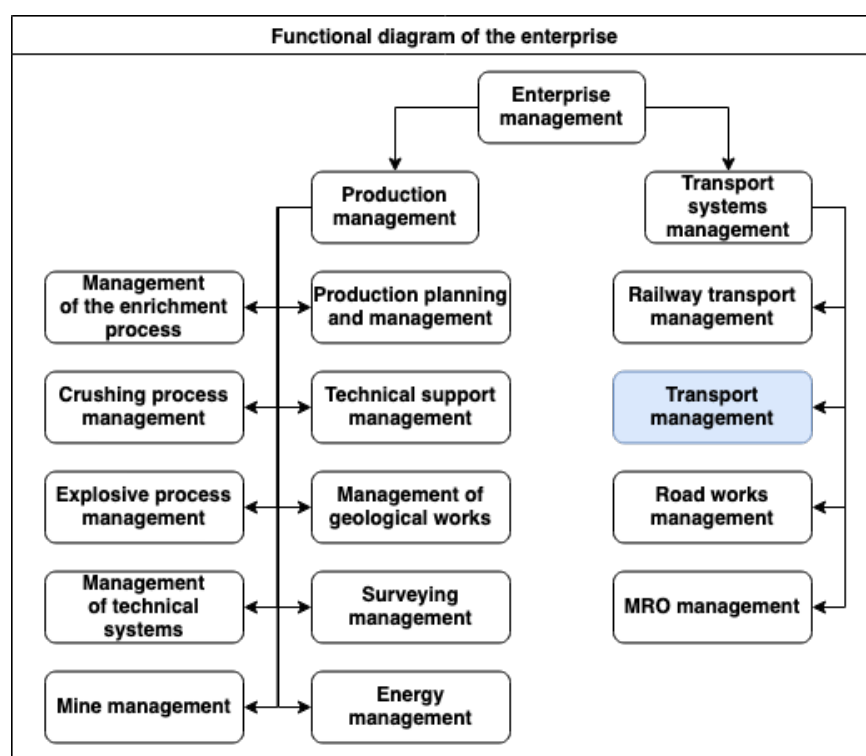 Functional diagram of the enterprise
Enterprise
management
Production
management
Transport
systems
management
Management
of the enrichment
process
Production planning
and management
Railway transport
management
Crushing process
management
Technical support
management
Transport
management
Explosive process
management
Management of
geological works
Road works
management
Management
of technical
systems
Surveying
management
MRO management
Mine management
Energy
management